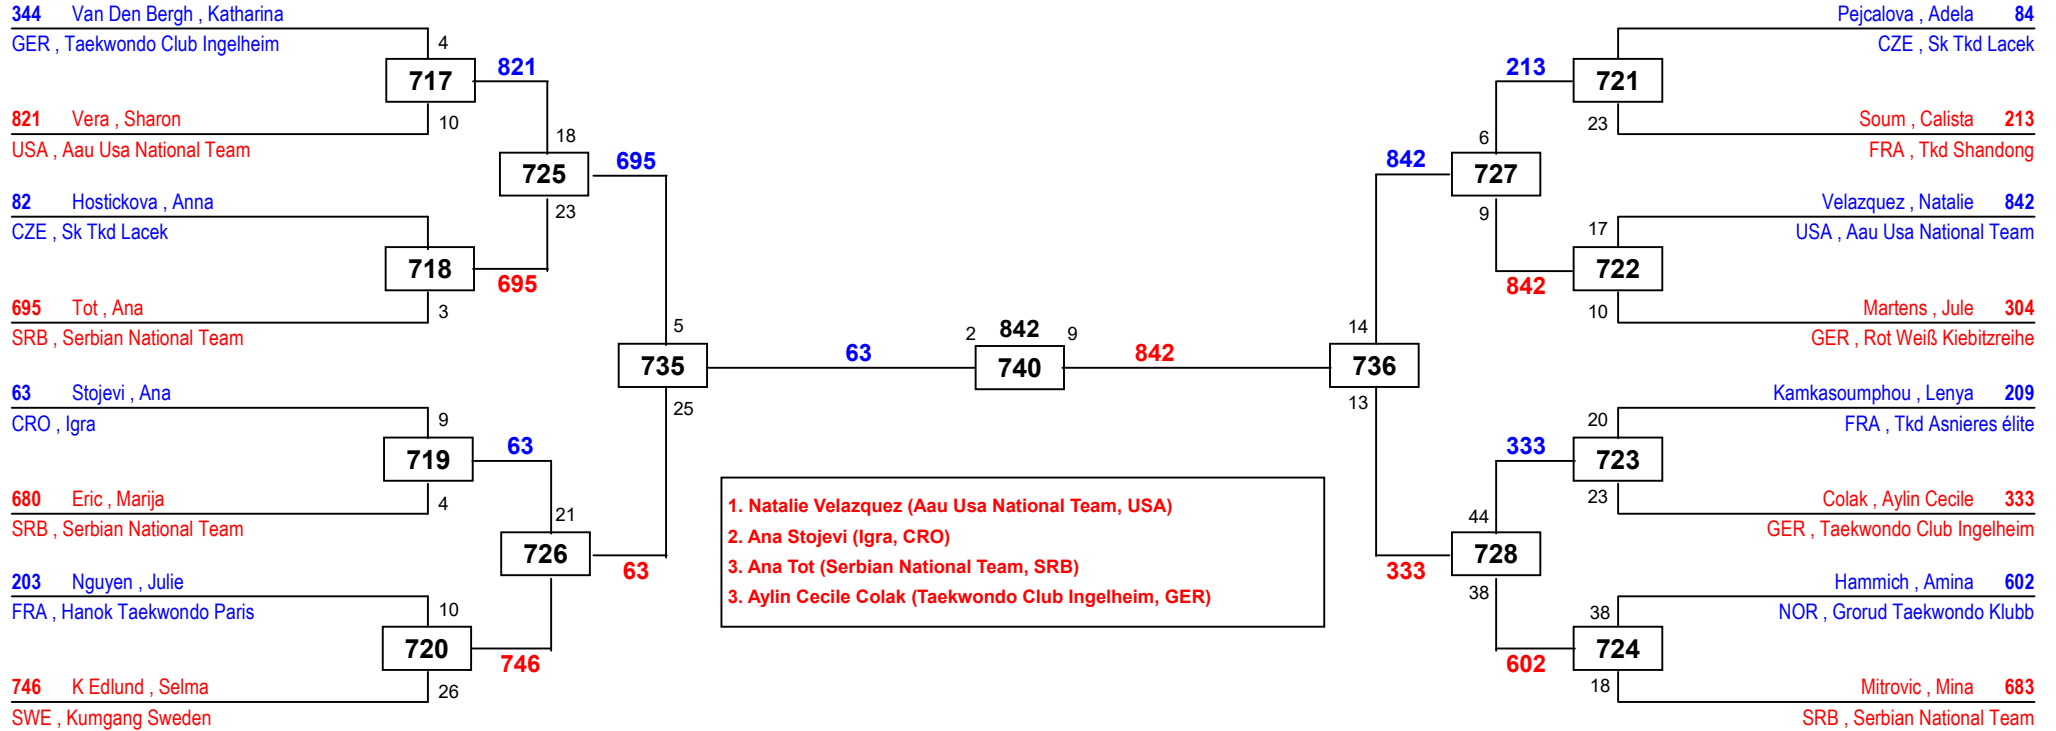 344 Van Den Bergh , Katharina
GER , Taekwondo Club Ingelheim
4
717
821
10
821 Vera , Sharon
USA , Aau Usa National Team
18
725
695
23
82 Hostickova , Anna
CZE , Sk Tkd Lacek
718
695
3
695 Tot , Ana
SRB , Serbian National Team
5
735
63
25
63 Stojevi , Ana
CRO , Igra
9
719
63
4
680 Eric , Marija
SRB , Serbian National Team
21
726
63
203 Nguyen , Julie
FRA , Hanok Taekwondo Paris
10
720
746
26
746 K Edlund , Selma
SWE , Kumgang Sweden
2 842 9
740
842
1. Natalie Velazquez (Aau Usa National Team, USA)
2. Ana Stojevi (Igra, CRO)
3. Ana Tot (Serbian National Team, SRB)
3. Aylin Cecile Colak (Taekwondo Club Ingelheim, GER)
Pejcalova , Adela 84
CZE , Sk Tkd Lacek
213
721
23
Soum , Calista 213
FRA , Tkd Shandong
6
842
727
9
Velazquez , Natalie 842
USA , Aau Usa National Team
17
722
842
10
Martens , Jule 304
GER , Rot Weiß Kiebitzreihe
14
736
13
Kamkasoumphou , Lenya 209
FRA , Tkd Asnieres élite
20
333
723
23
Colak , Aylin Cecile 333
GER , Taekwondo Club Ingelheim
44
728
333
38
Hammich , Amina 602
NOR , Grorud Taekwondo Klubb
38
724
602
18
Mitrovic , Mina 683
SRB , Serbian National Team